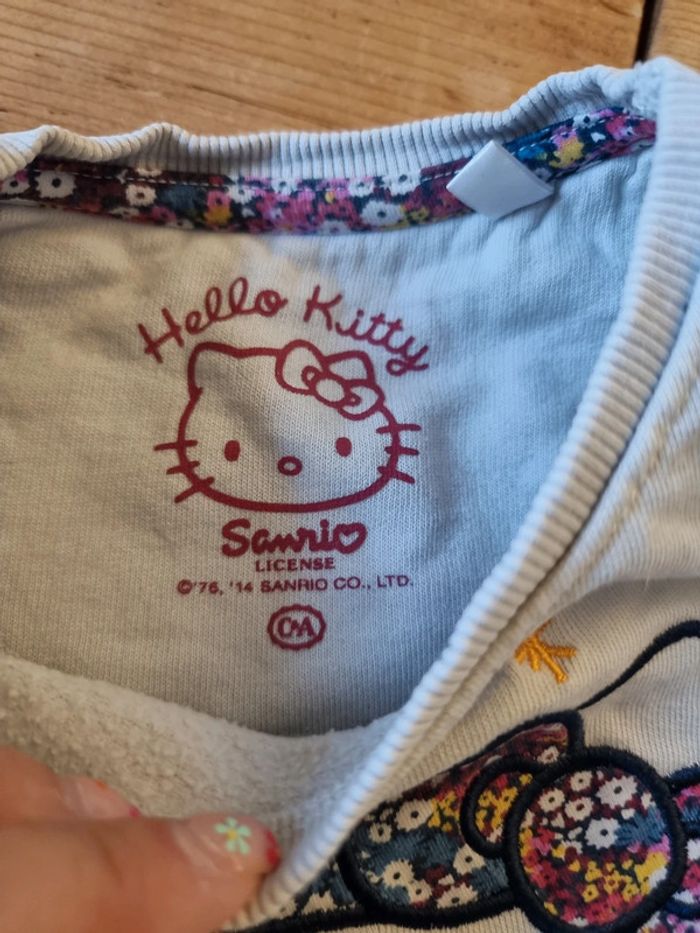 Hello Kitty
Sanrio
LICENSE
©'76, '14 SANRIO CO., LTD.
C&A